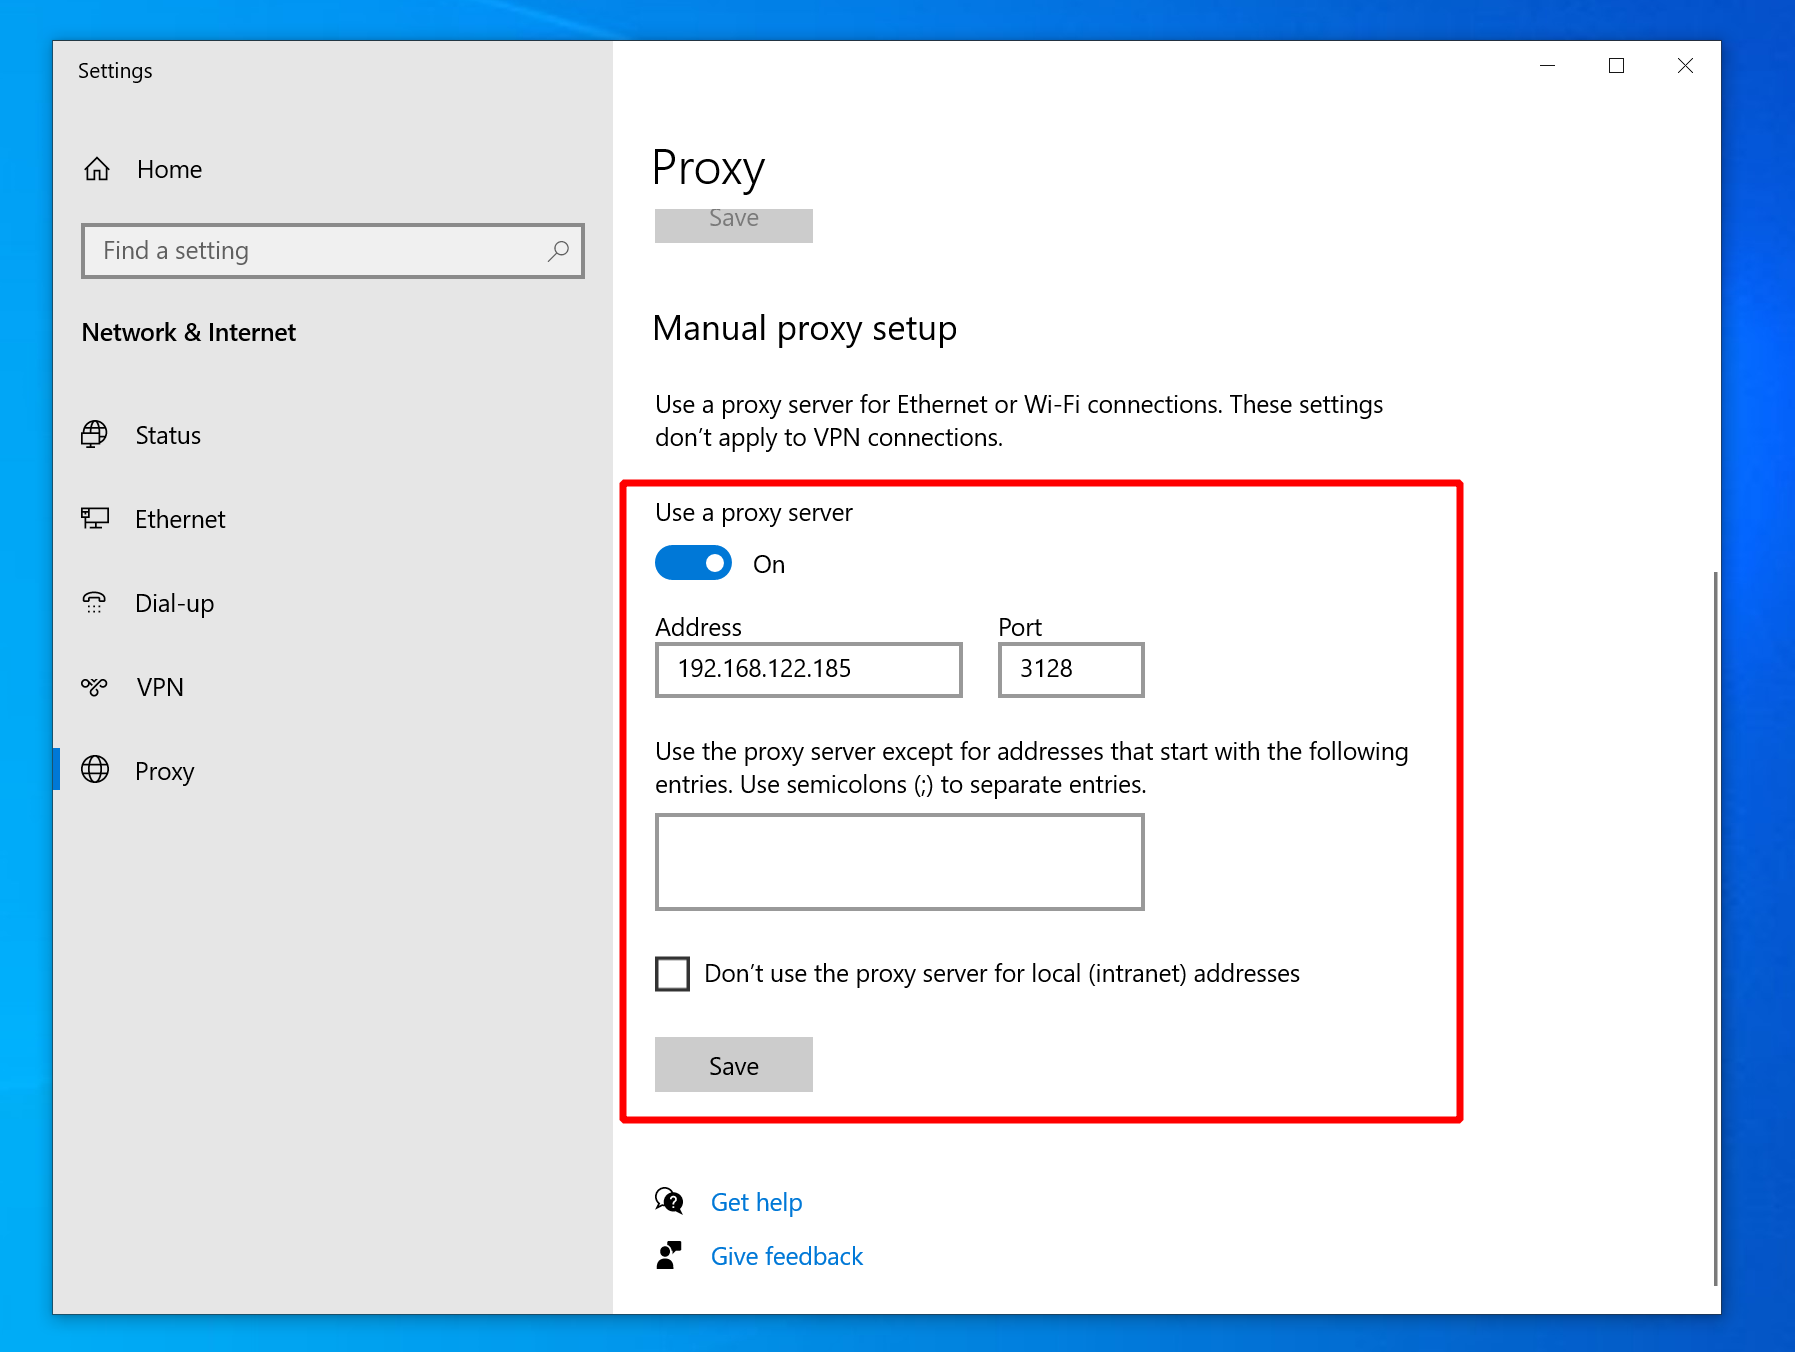 Settings
Home
Find a setting
Network & Internet
Status
Ethernet
Dial-up
VPN
Proxy
Proxy
Save
Manual proxy setup
Use a proxy server for Ethernet or Wi-Fi connections. These settings
don’t apply to VPN connections.
Use a proxy server
On
Address Port
192.168.122.185 3128
Use the proxy server except for addresses that start with the following
entries. Use semicolons (;) to separate entries.
Don’t use the proxy server for local (intranet) addresses
Save
Get help
Give feedback